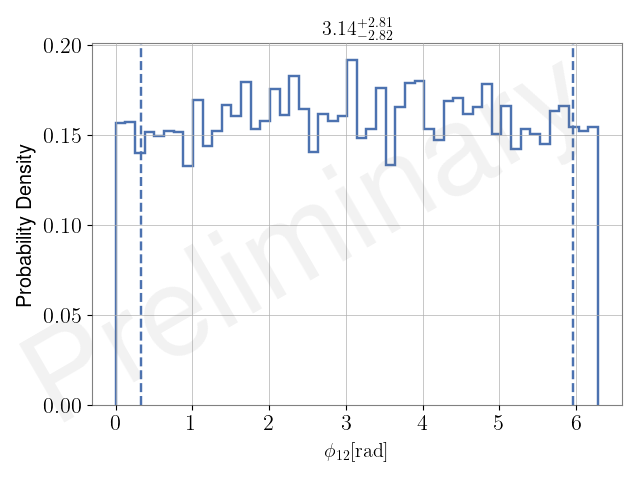 3.14^{+2.81}_{-2.82}
0.20
0.15
0.10
0.05
0.00
Probability Density
Preliminary
0 1 2 3 4 5 6
ϕ₁₂[rad]